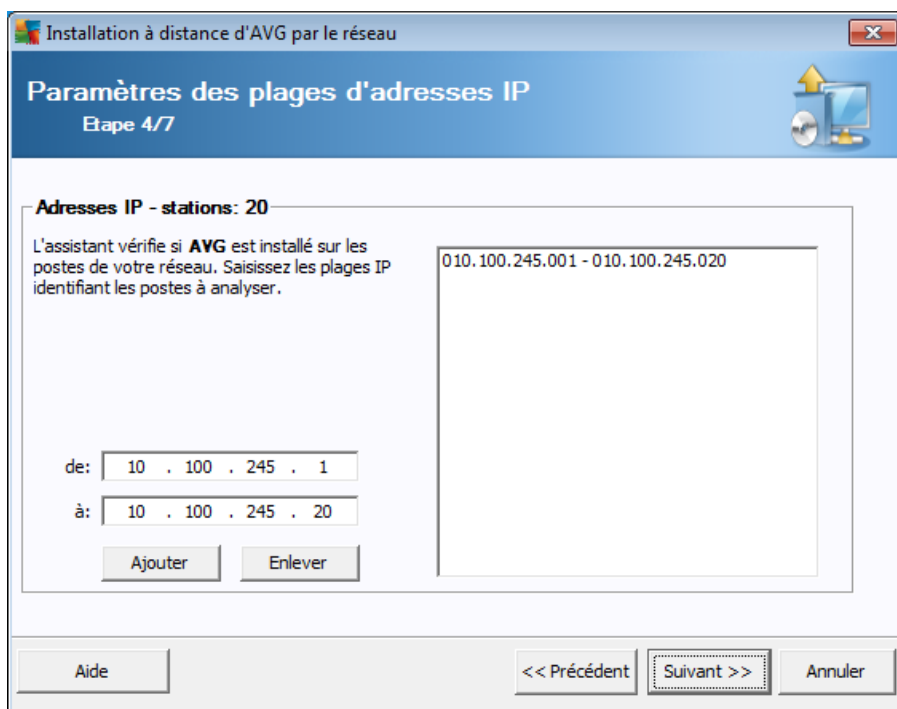 Installation à distance d'AVG par le réseau
Paramètres des plages d'adresses IP
Etape 4/7
Adresses IP - stations: 20
L'assistant vérifie si AVG est installé sur les
postes de votre réseau. Saisissez les plages IP
identifiant les postes à analyser.
010.100.245.001 - 010.100.245.020
de: 10 . 100 . 245 . 1
à: 10 . 100 . 245 . 20
Ajouter Enlever
Aide << Précédent Suivant >> Annuler